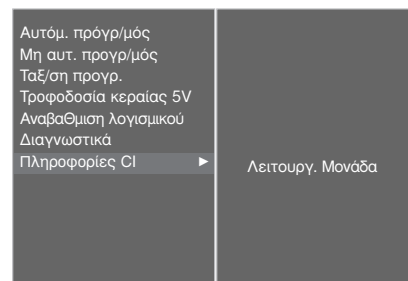 Αυτόμ. πρόγρ/μός
Μη αυτ. προγρ/μός
Ταξ/ση προγρ.
Τροφοδοσία κεραίας 5V
ΑναβαΘμιση λογισμικού
Διαγνωστικά
Πληροφορίες CI ►
Λειτουργ. Μονάδα